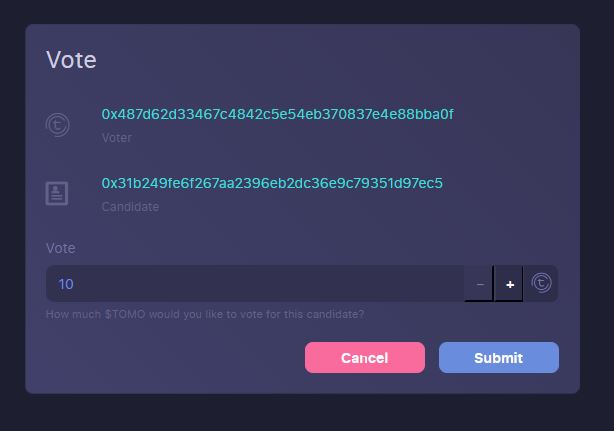 Vote
0x487d62d33467c4842c5e54eb370837e4e88bba0f
Voter
0x31b249fe6f267aa2396eb2dc36e9c79351d97ec5
Candidate
Vote
10 − +
How much $TOMO would you like to vote for this candidate?
Cancel Submit